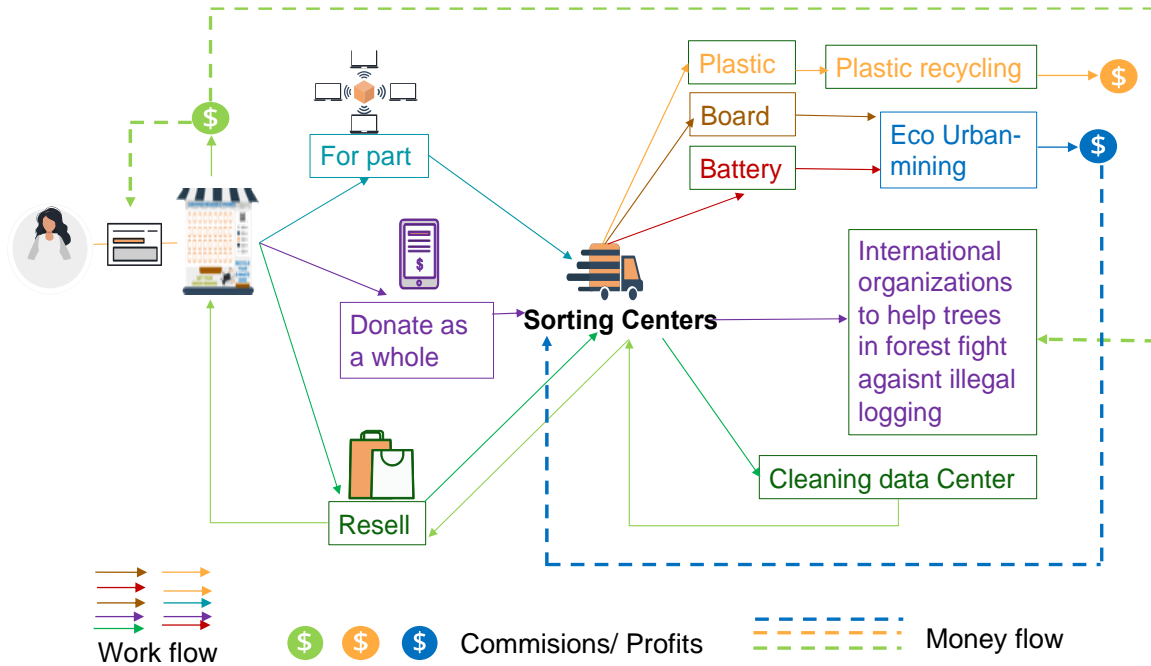 Plastic
Plastic recycling
$
$
Board
For part
Eco Urban-
mining
$
Battery
$
International
organizations
to help trees
in forest fight
agaisnt illegal
logging
Donate as
a whole
Sorting Centers
Cleaning data Center
Resell
Work flow
$ $ $ Commisions/ Profits
Money flow